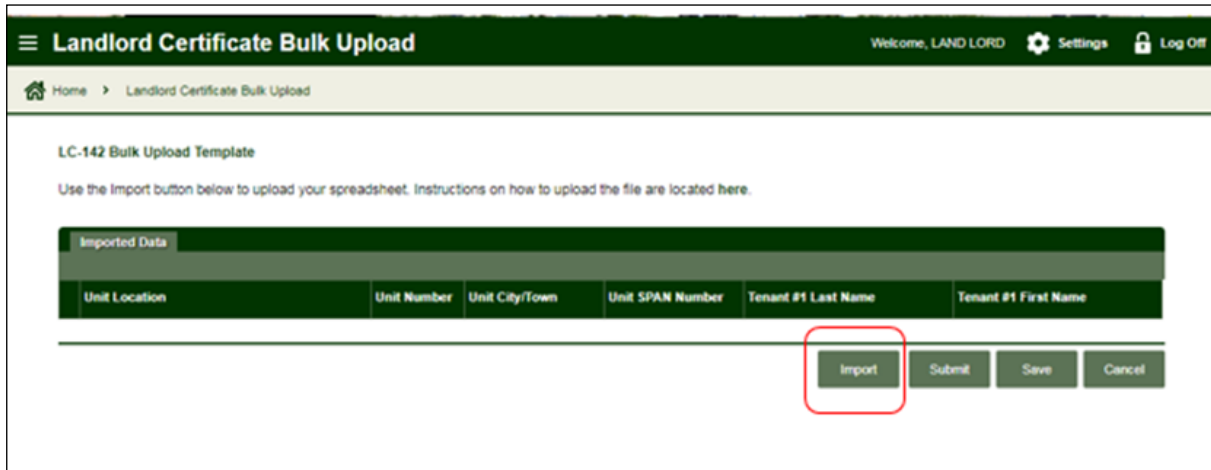 Landlord Certificate Bulk Upload Welcome, LAND LORD Settings Log Off
Home > Landlord Certificate Bulk Upload
LC-142 Bulk Upload Template
Use the Import button below to upload your spreadsheet. Instructions on how to upload the file are located here.
Imported Data
Unit Location Unit Number Unit City/Town Unit SPAN Number Tenant #1 Last Name Tenant #1 First Name
Import Submit Save Cancel